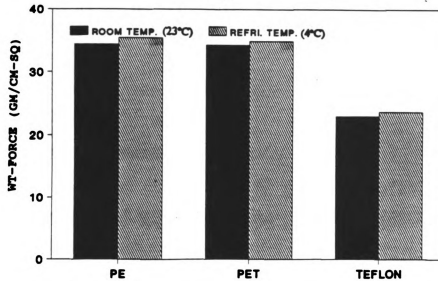 WT-FORCE (GM/CM-SQ)
40
30
20
10
0
ROOM TEMP. (23°C) REFRI. TEMP. (4°C)
PE PET TEFLON